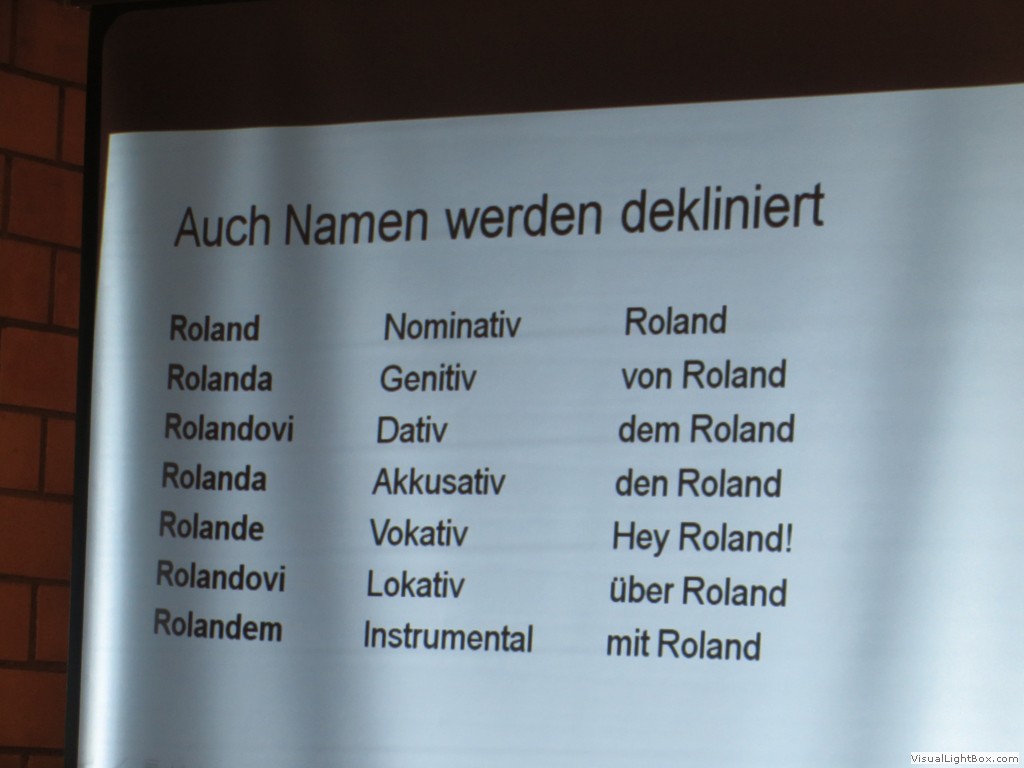 Auch Namen werden dekliniert
Roland Nominativ Roland
Rolanda Genitiv von Roland
Rolandovi Dativ dem Roland
Rolanda Akkusativ den Roland
Rolande Vokativ Hey Roland!
Rolandovi Lokativ über Roland
Rolandem Instrumental mit Roland
VisualLightBox.com